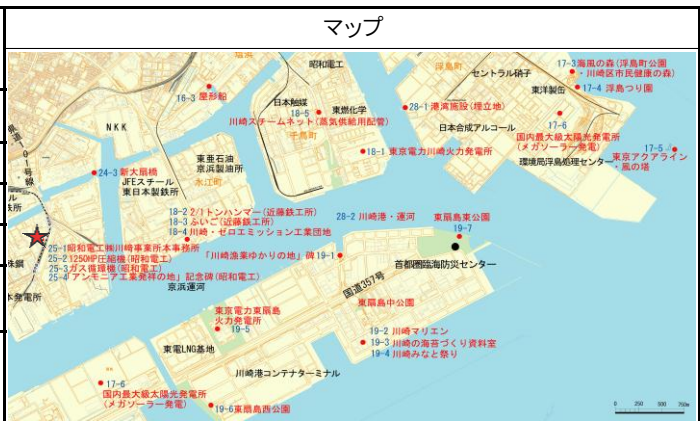 マップ
昭和電工
浮島町
セントラル硝子
17-3 海風の森(浮島町公園
・川崎区市民健康の森)
16-3 屋形船
日本触媒
18-5
東燃化学
川崎スチームネット(蒸気供給用配管)
千鳥町
28-1 港湾施設(埋立地)
東洋製缶
17-4 浮島つり園
17-6
日本合成アルコール
国内最大級太陽光発電所
(メガソーラー発電)
NKK
県道101号線
18-1 東京電力川崎火力発電所
17-5
環境局浮島処理センター
東京アクアライン
・風の塔
24-3 新大扇橋
JFEスチール
東日本製鉄所
東亜石油
京浜製油所
水江町
18-2 2/1トンハンマー(近藤鉄工所)
18-3 ふいご(近藤鉄工所)
18-4 川崎・ゼロエミッション工業団地
28-2 川崎港・運河
東扇島東公園
19-7
首都圏臨海防災センター
25-1 昭和電工㈱川崎事業所本事務所
25-2 1250HP圧縮機(昭和電工)
25-3 ガス循環機(昭和電工)
25-4 「アンモニア工業発祥の地」記念碑(昭和電工)
「川崎漁業ゆかりの地」碑 19-1
京浜運河
国道357号
東京電力東扇島
火力発電所
19-5
東扇島中公園
東電LNG基地
19-2 川崎マリエン
19-3 川崎の海苔づくり資料室
19-4 川崎みなと祭り
川崎港コンテナターミナル
17-6
国内最大級太陽光発電所
(メガソーラー発電)
19-6 東扇島西公園
0 250 500 750m